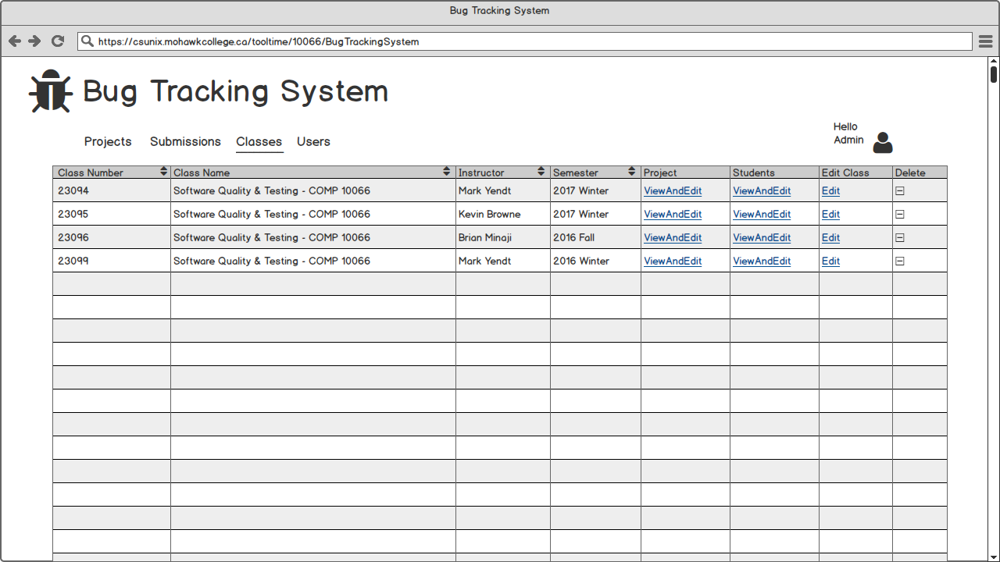 Bug Tracking System
https://csunix.mohawkcollege.ca/tooltime/10066/BugTrackingSystem
Bug Tracking System
Hello
Admin
Projects Submissions Classes Users
Class Number Class Name Instructor Semester Project Students Edit Class Delete
23094 Software Quality & Testing - COMP 10066 Mark Yendt 2017 Winter ViewAndEdit ViewAndEdit Edit
23095 Software Quality & Testing - COMP 10066 Kevin Browne 2017 Winter ViewAndEdit ViewAndEdit Edit
23096 Software Quality & Testing - COMP 10066 Brian Minaji 2016 Fall ViewAndEdit ViewAndEdit Edit
23099 Software Quality & Testing - COMP 10066 Mark Yendt 2016 Winter ViewAndEdit ViewAndEdit Edit